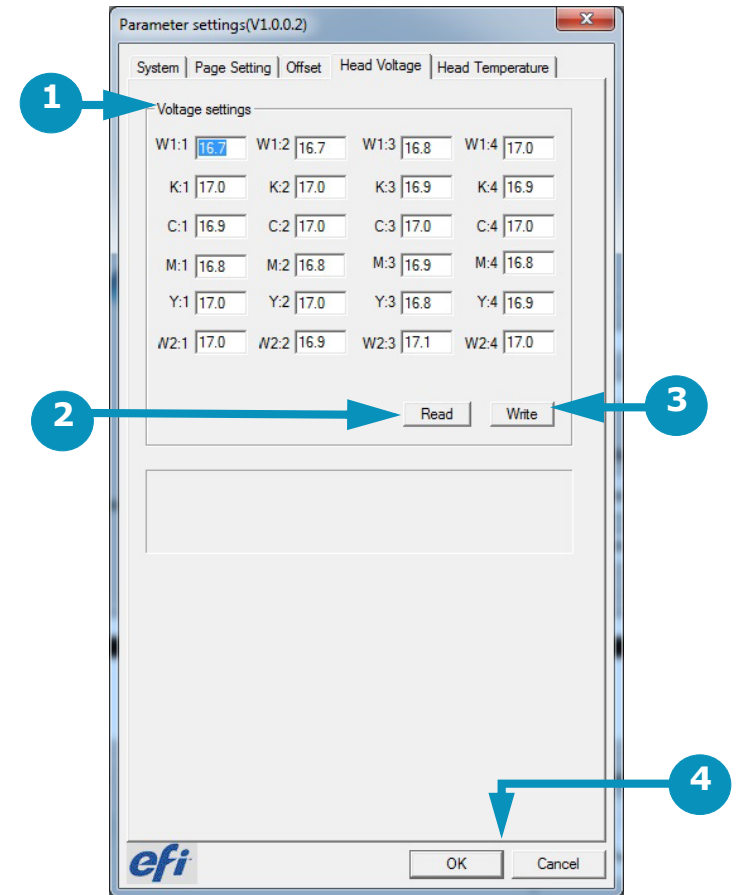 Parameter settings(V1.0.0.2)
System Page Setting Offset Head Voltage Head Temperature
1
Voltage settings
W1:1 16.7 W1:2 16.7 W1:3 16.8 W1:4 17.0
K:1 17.0 K:2 17.0 K:3 16.9 K:4 16.9
C:1 16.9 C:2 17.0 C:3 17.0 C:4 17.0
M:1 16.8 M:2 16.8 M:3 16.9 M:4 16.8
Y:1 17.0 Y:2 17.0 Y:3 16.8 Y:4 16.9
W2:1 17.0 W2:2 16.9 W2:3 17.1 W2:4 17.0
2 Read Write 3
4
efi OK Cancel